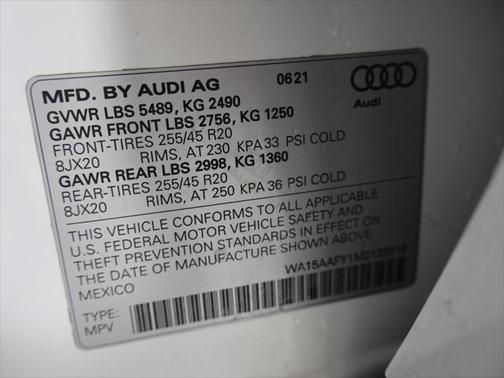 MFD. BY AUDI AG 06 21
GVWR LBS 5489, KG 2490
GAWR FRONT LBS 2756, KG 1250
FRONT-TIRES 255/45 R20
8JX20 RIMS, AT 230 KPA 33 PSI COLD
GAWR REAR LBS 2998, KG 1360
REAR-TIRES 255/45 R20
8JX20 RIMS, AT 250 KPA 36 PSI COLD
Audi
THIS VEHICLE CONFORMS TO ALL APPLICABLE
U.S. FEDERAL MOTOR VEHICLE SAFETY AND
THEFT PREVENTION STANDARDS IN EFFECT ON
THE DATE OF MANUFACTURE SHOWN ABOVE.
MEXICO
TYPE:
MPV